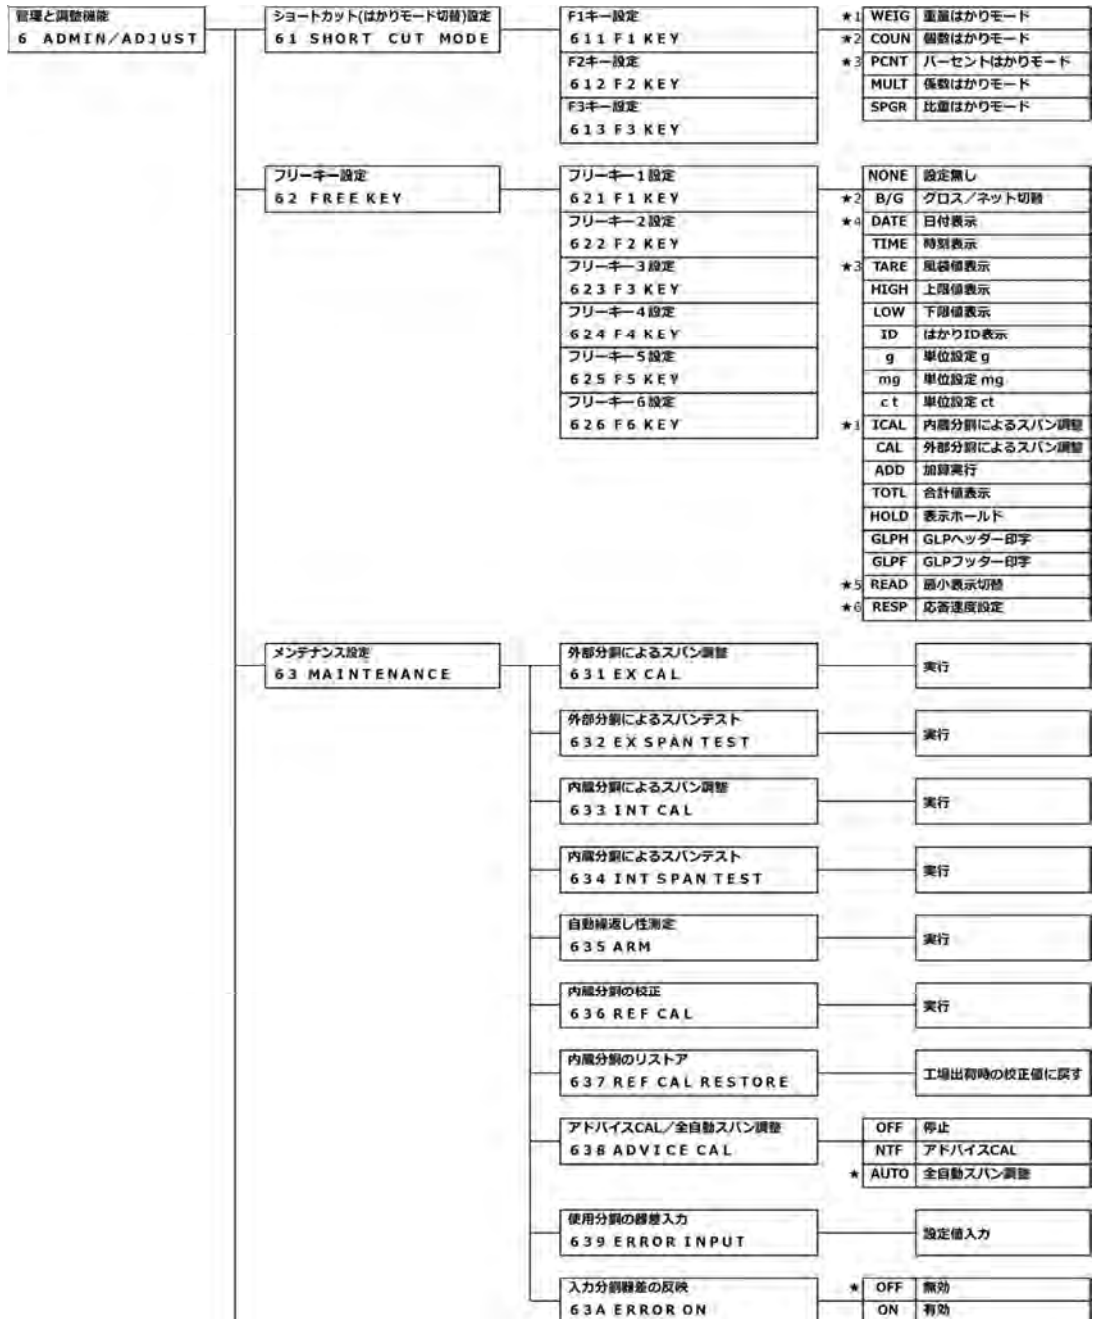 管理と調整機能
6 ADMIN/ADJUST
ショートカット(はかりモード切替)設定
61 SHORT CUT MODE
F1キー設定
611 F1 KEY
F2キー設定
612 F2 KEY
F3キー設定
613 F3 KEY
★1 WEIG 重量はかりモード
★2 COUN 個数はかりモード
★3 PCNT パーセントはかりモード
MULT 係数はかりモード
SPGR 比重はかりモード
フリーキー設定
62 FREE KEY
フリーキー1設定
621 F1 KEY
フリーキー2設定
622 F2 KEY
フリーキー3設定
623 F3 KEY
フリーキー4設定
624 F4 KEY
フリーキー5設定
625 F5 KEY
フリーキー6設定
626 F6 KEY
NONE 設定無し
★2 B/G グロス/ネット切替
★4 DATE 日付表示
TIME 時刻表示
★3 TARE 風袋値表示
HIGH 上限値表示
LOW 下限値表示
ID はかりID表示
g 単位設定 g
mg 単位設定 mg
ct 単位設定 ct
★1 ICAL 内蔵分銅によるスパン調整
CAL 外部分銅によるスパン調整
ADD 加算実行
TOTL 合計値表示
HOLD 表示ホールド
GLPH GLPヘッダー印字
GLPF GLPフッター印字
★5 READ 最小表示切替
★6 RESP 応答速度設定
メンテナンス設定
63 MAINTENANCE
外部分銅によるスパン調整
631 EX CAL
実行
外部分銅によるスパンテスト
632 EX SPAN TEST
実行
内蔵分銅によるスパン調整
633 INT CAL
実行
内蔵分銅によるスパンテスト
634 INT SPAN TEST
実行
自動繰返し性測定
635 ARM
実行
内蔵分銅の校正
636 REF CAL
実行
内蔵分銅のリストア
637 REF CAL RESTORE
工場出荷時の校正値に戻す
アドバイスCAL/全自動スパン調整
638 ADVICE CAL
OFF 停止
NTF アドバイスCAL
★ AUTO 全自動スパン調整
使用分銅の器差入力
639 ERROR INPUT
設定値入力
入力分銅器差の反映
63A ERROR ON
★ OFF 無効
ON 有効